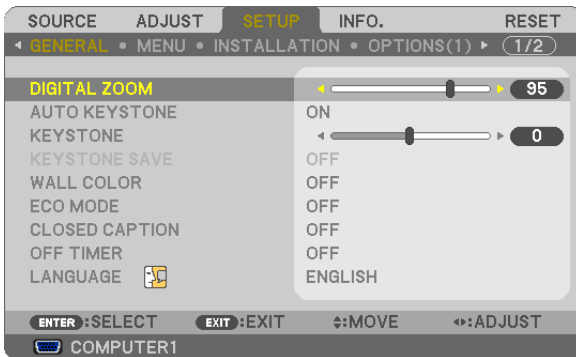 SOURCE ADJUST SETUP INFO. RESET
GENERAL • MENU • INSTALLATION • OPTIONS(1) 1/2
DIGITAL ZOOM 95
AUTO KEYSTONE ON
KEYSTONE 0
KEYSTONE SAVE OFF
WALL COLOR OFF
ECO MODE OFF
CLOSED CAPTION OFF
OFF TIMER OFF
LANGUAGE ENGLISH
ENTER :SELECT EXIT :EXIT :MOVE :ADJUST
COMPUTER1